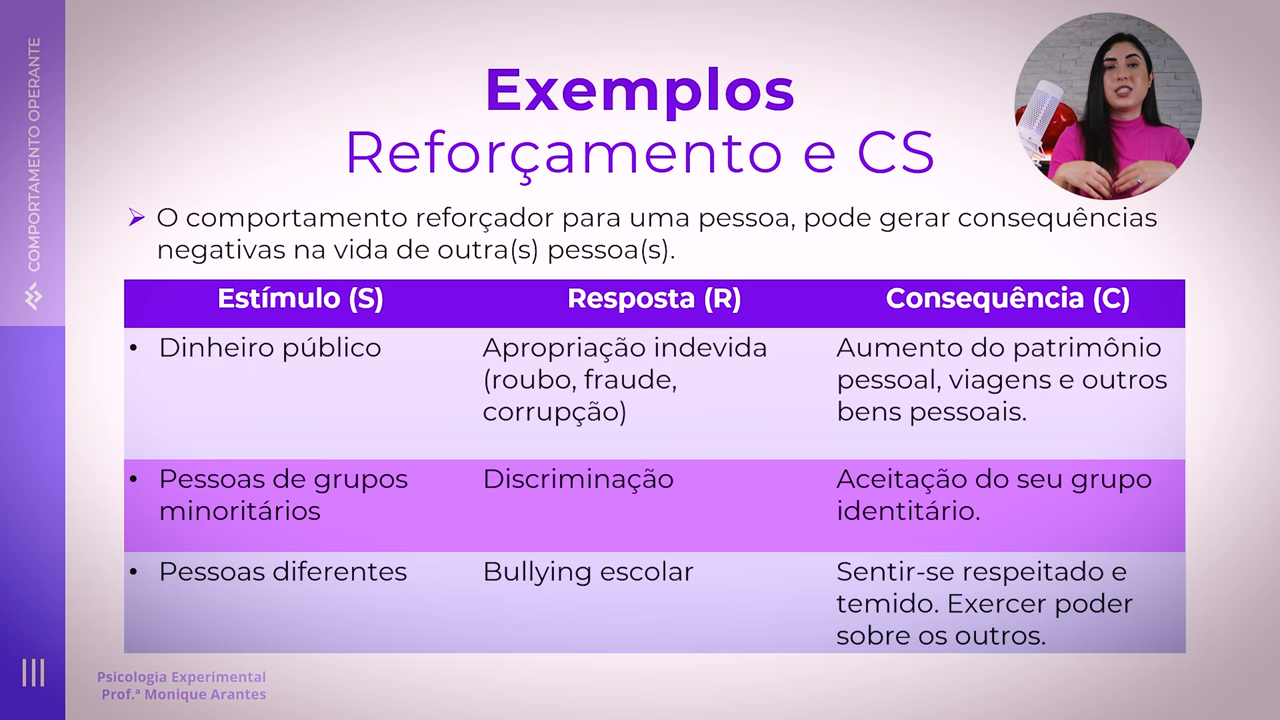 COMPORTAMENTO OPERANTE
Exemplos
Reforçamento e CS
➢ O comportamento reforçador para uma pessoa, pode gerar consequências
negativas na vida de outra(s) pessoa(s).
Estímulo (S) Resposta (R) Consequência (C)
• Dinheiro público
Apropriação indevida
(roubo, fraude,
corrupção)
Aumento do patrimônio
pessoal, viagens e outros
bens pessoais.
• Pessoas de grupos
minoritários
Discriminação
Aceitação do seu grupo
identitário.
• Pessoas diferentes
Bullying escolar
Sentir-se respeitado e
temido. Exercer poder
sobre os outros.
Psicologia Experimental
Prof.ª Monique Arantes